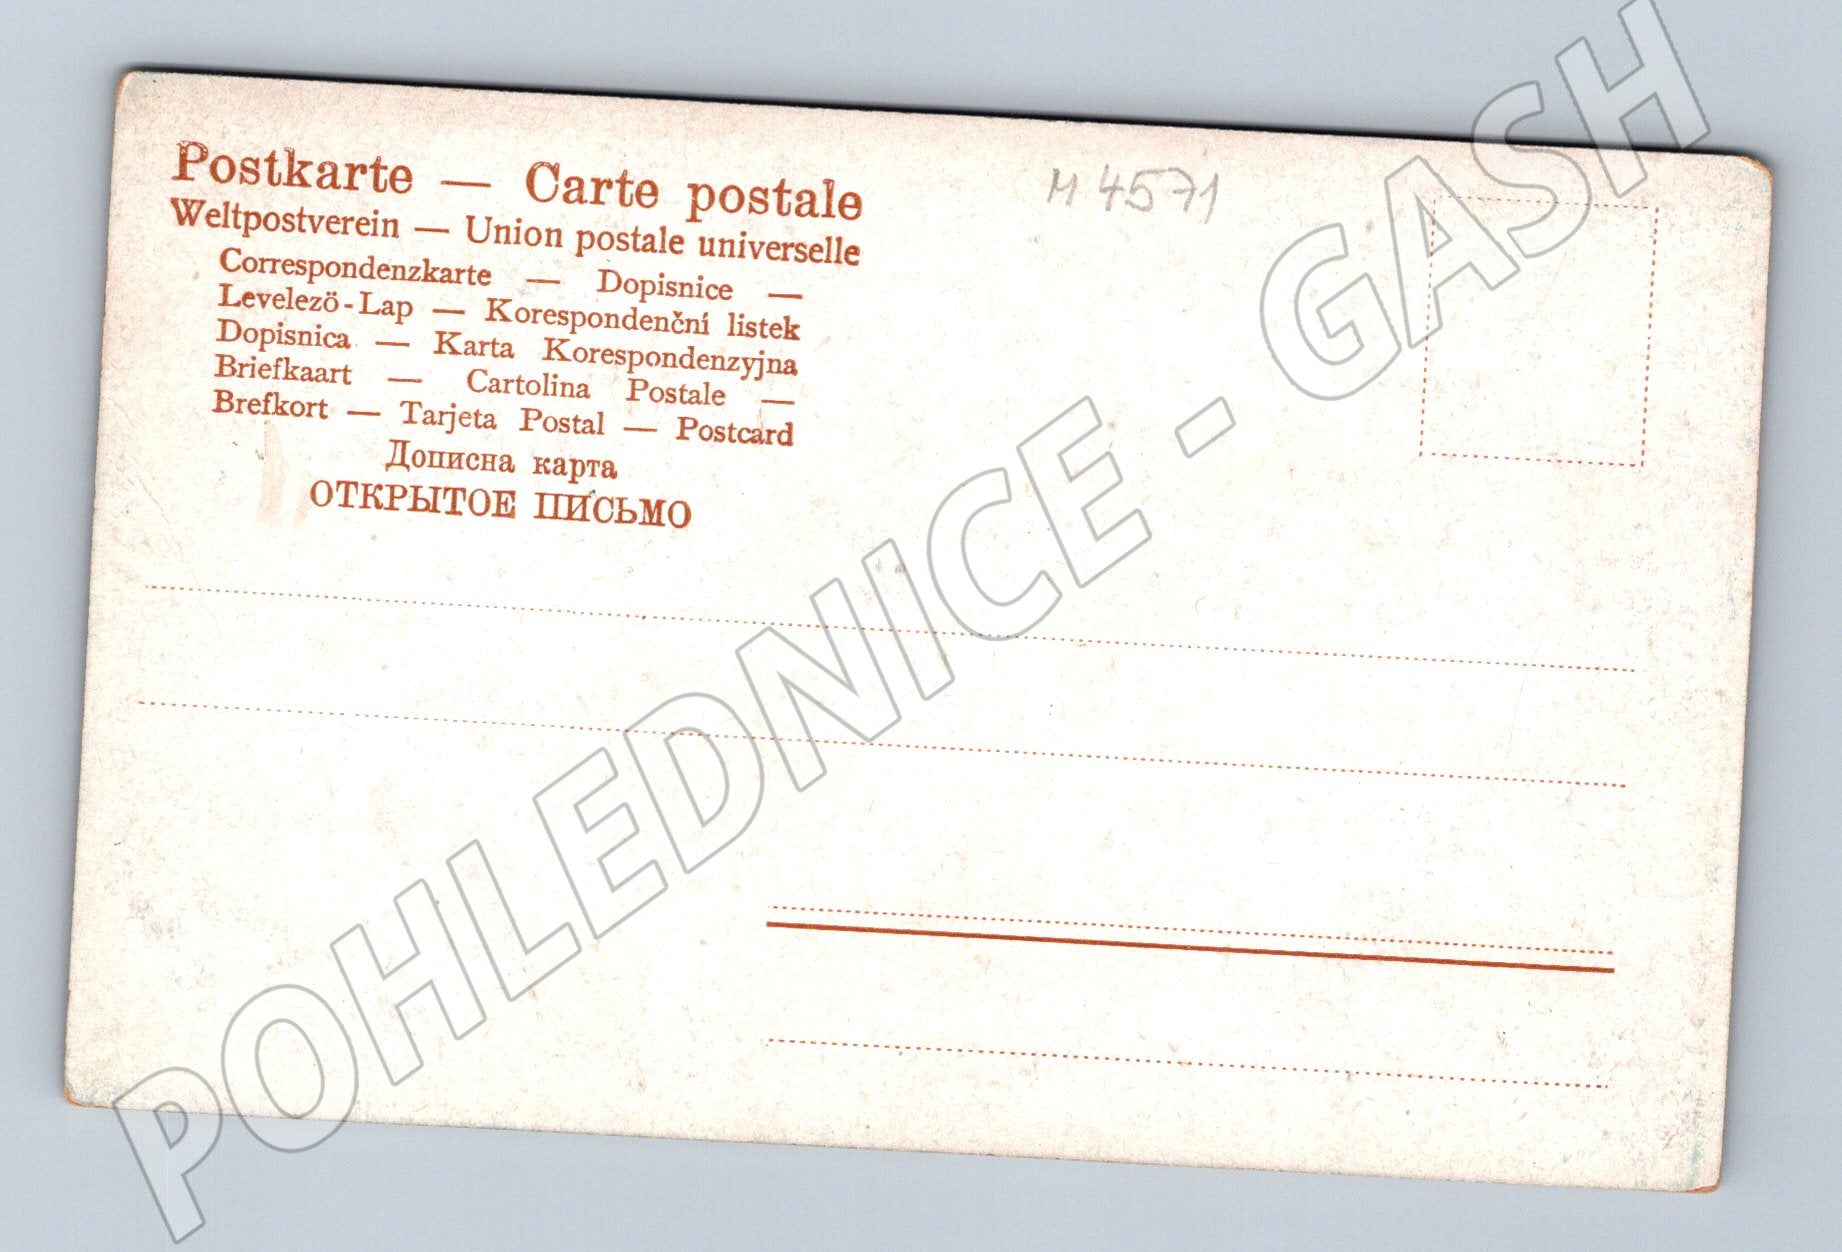 Postkarte — Carte postale
Weltpostverein — Union postale universelle
Correspondenzkarte — Dopisnice —
Levelezö-Lap — Korespondenční listek
Dopisnica — Karta Korespondenzyjna
Briefkaart — Cartolina Postale —
Brefkort — Tarjeta Postal — Postcard
Дописна карта
ОТКРЫТОЕ ПИСЬМО
M 4571
POHLEDNICE - GASH